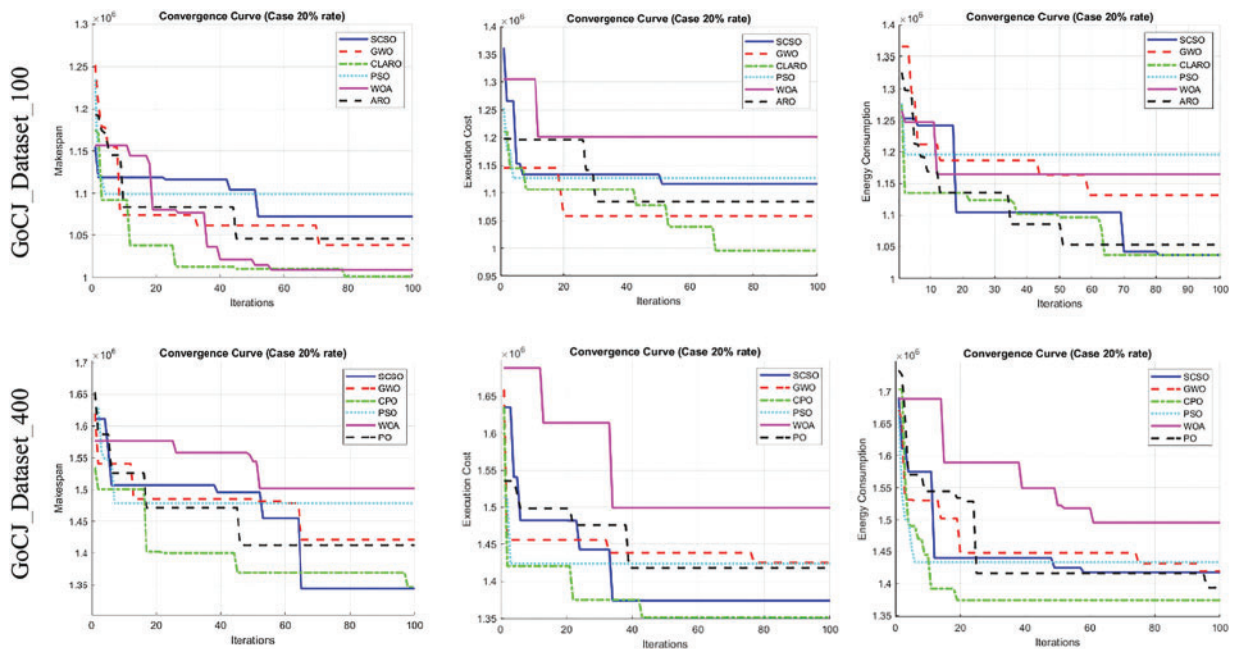 GoCJ_Dataset_100
×10^6
Convergence Curve (Case 20% rate)
Makespan
1.3
1.25
1.2
1.15
1.1
1.05
1
0 20 40 60 80 100
Iterations
SCSO
GWO
CLARO
PSO
WOA
ARO
×10^6
Convergence Curve (Case 20% rate)
Execution Cost
1.4
1.35
1.3
1.25
1.2
1.15
1.1
1.05
1
0.95
0 20 40 60 80 100
Iterations
SCSO
GWO
CLARO
PSO
WOA
ARO
×10^6
Convergence Curve (Case 20% rate)
Energy Consumption
1.4
1.35
1.3
1.25
1.2
1.15
1.1
1.05
1
10 20 30 40 50 60 70 80 90 100
Iterations
SCSO
GWO
CLARO
PSO
WOA
ARO
GoCJ_Dataset_400
×10^6
Convergence Curve (Case 20% rate)
Makespan
1.7
1.65
1.6
1.55
1.5
1.45
1.4
1.35
0 20 40 60 80 100
Iterations
SCSO
GWO
CPO
PSO
WOA
PO
×10^6
Convergence Curve (Case 20% rate)
Execution Cost
1.7
1.65
1.6
1.55
1.5
1.45
1.4
1.35
0 20 40 60 80 100
Iterations
SCSO
GWO
CPO
PSO
WOA
PO
×10^6
Convergence Curve (Case 20% rate)
Energy Consumption
1.7
1.65
1.6
1.55
1.5
1.45
1.4
1.35
0 20 40 60 80 100
Iterations
SCSO
GWO
CPO
PSO
WOA
PO